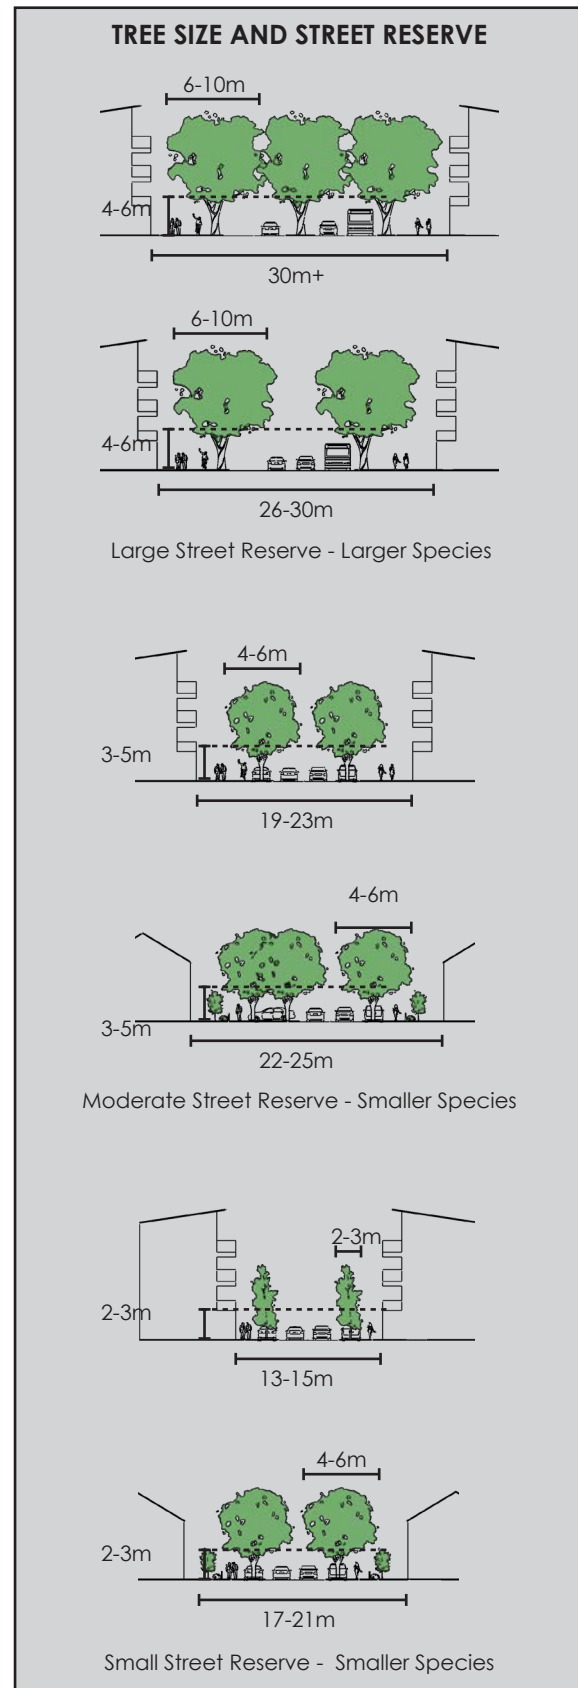 TREE SIZE AND STREET RESERVE
6-10m
4-6m
30m+
6-10m
4-6m
26-30m
Large Street Reserve - Larger Species
4-6m
3-5m
19-23m
4-6m
3-5m
22-25m
Moderate Street Reserve - Smaller Species
2-3m
2-3m
13-15m
4-6m
2-3m
17-21m
Small Street Reserve -  Smaller Species